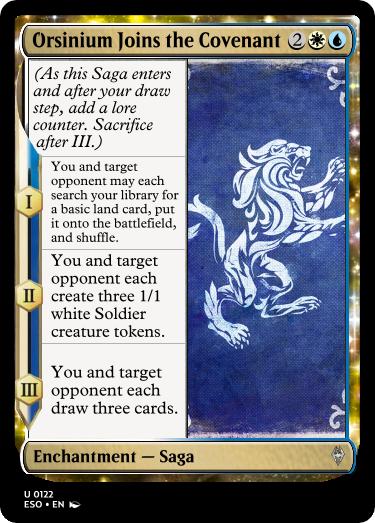 Orsinium Joins the Covenant 2
(As this Saga enters
and after your draw
step, add a lore
counter. Sacrifice
after III.)
I
You and target
opponent may each
search your library for
a basic land card, put
it onto the battlefield,
and shuffle.
II
You and target
opponent each
create three 1/1
white Soldier
creature tokens.
III
You and target
opponent each
draw three cards.
Enchantment — Saga
U 0122
ESO • EN